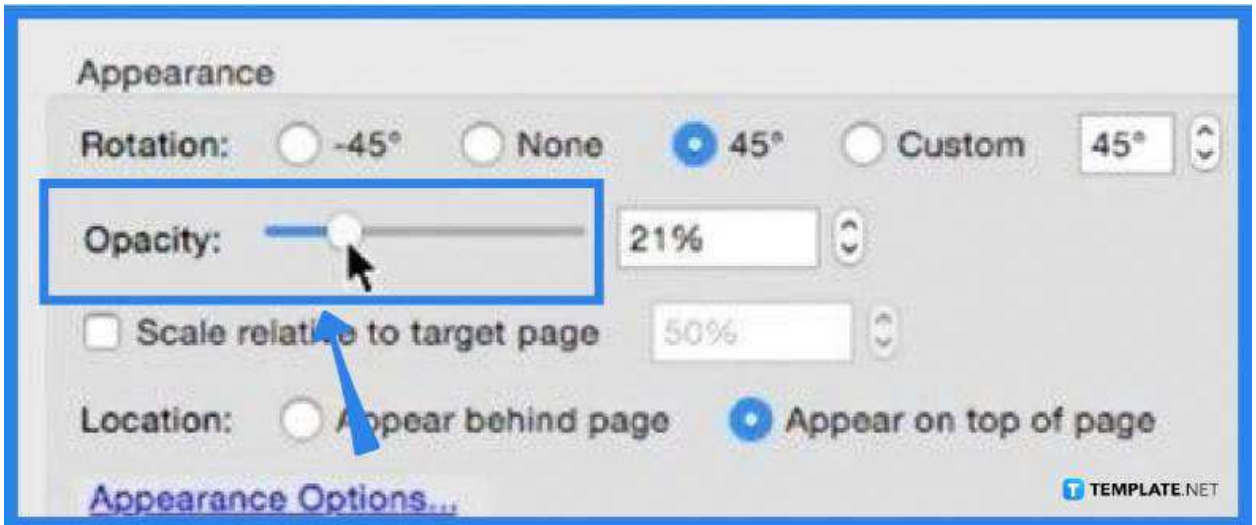 Appearance
Rotation: -45° None 45° Custom 45°
Opacity: 21%
Scale relative to target page 50%
Location: Appear behind page Appear on top of page
Appearance Options...
T TEMPLATE.NET